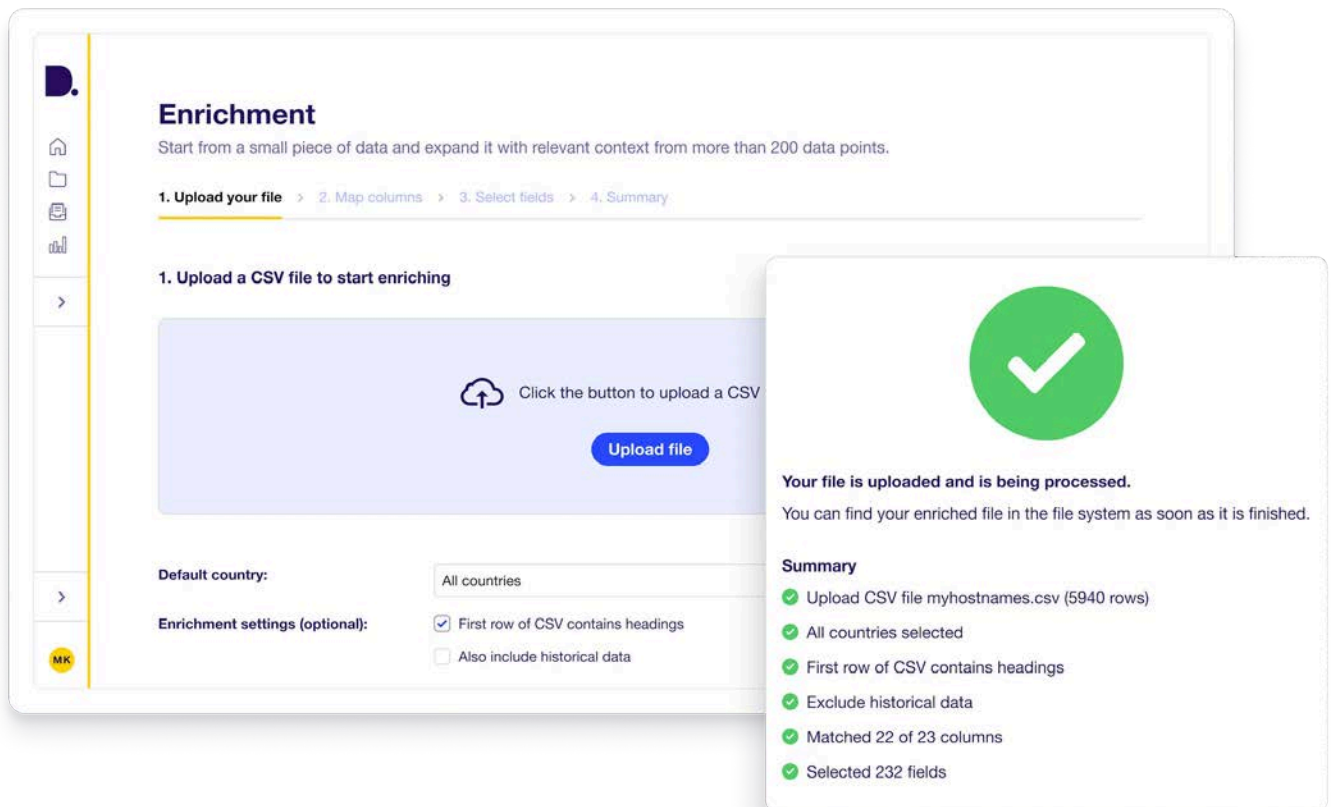 D.
Enrichment
Start from a small piece of data and expand it with relevant context from more than 200 data points.
1. Upload your file > 2. Map columns > 3. Select fields > 4. Summary
1. Upload a CSV file to start enriching
Click the button to upload a CSV
Upload file
Default country:
All countries
Enrichment settings (optional):
First row of CSV contains headings
Also include historical data
MK
Your file is uploaded and is being processed.
You can find your enriched file in the file system as soon as it is finished.
Summary
Upload CSV file myhostnames.csv (5940 rows)
All countries selected
First row of CSV contains headings
Exclude historical data
Matched 22 of 23 columns
Selected 232 fields